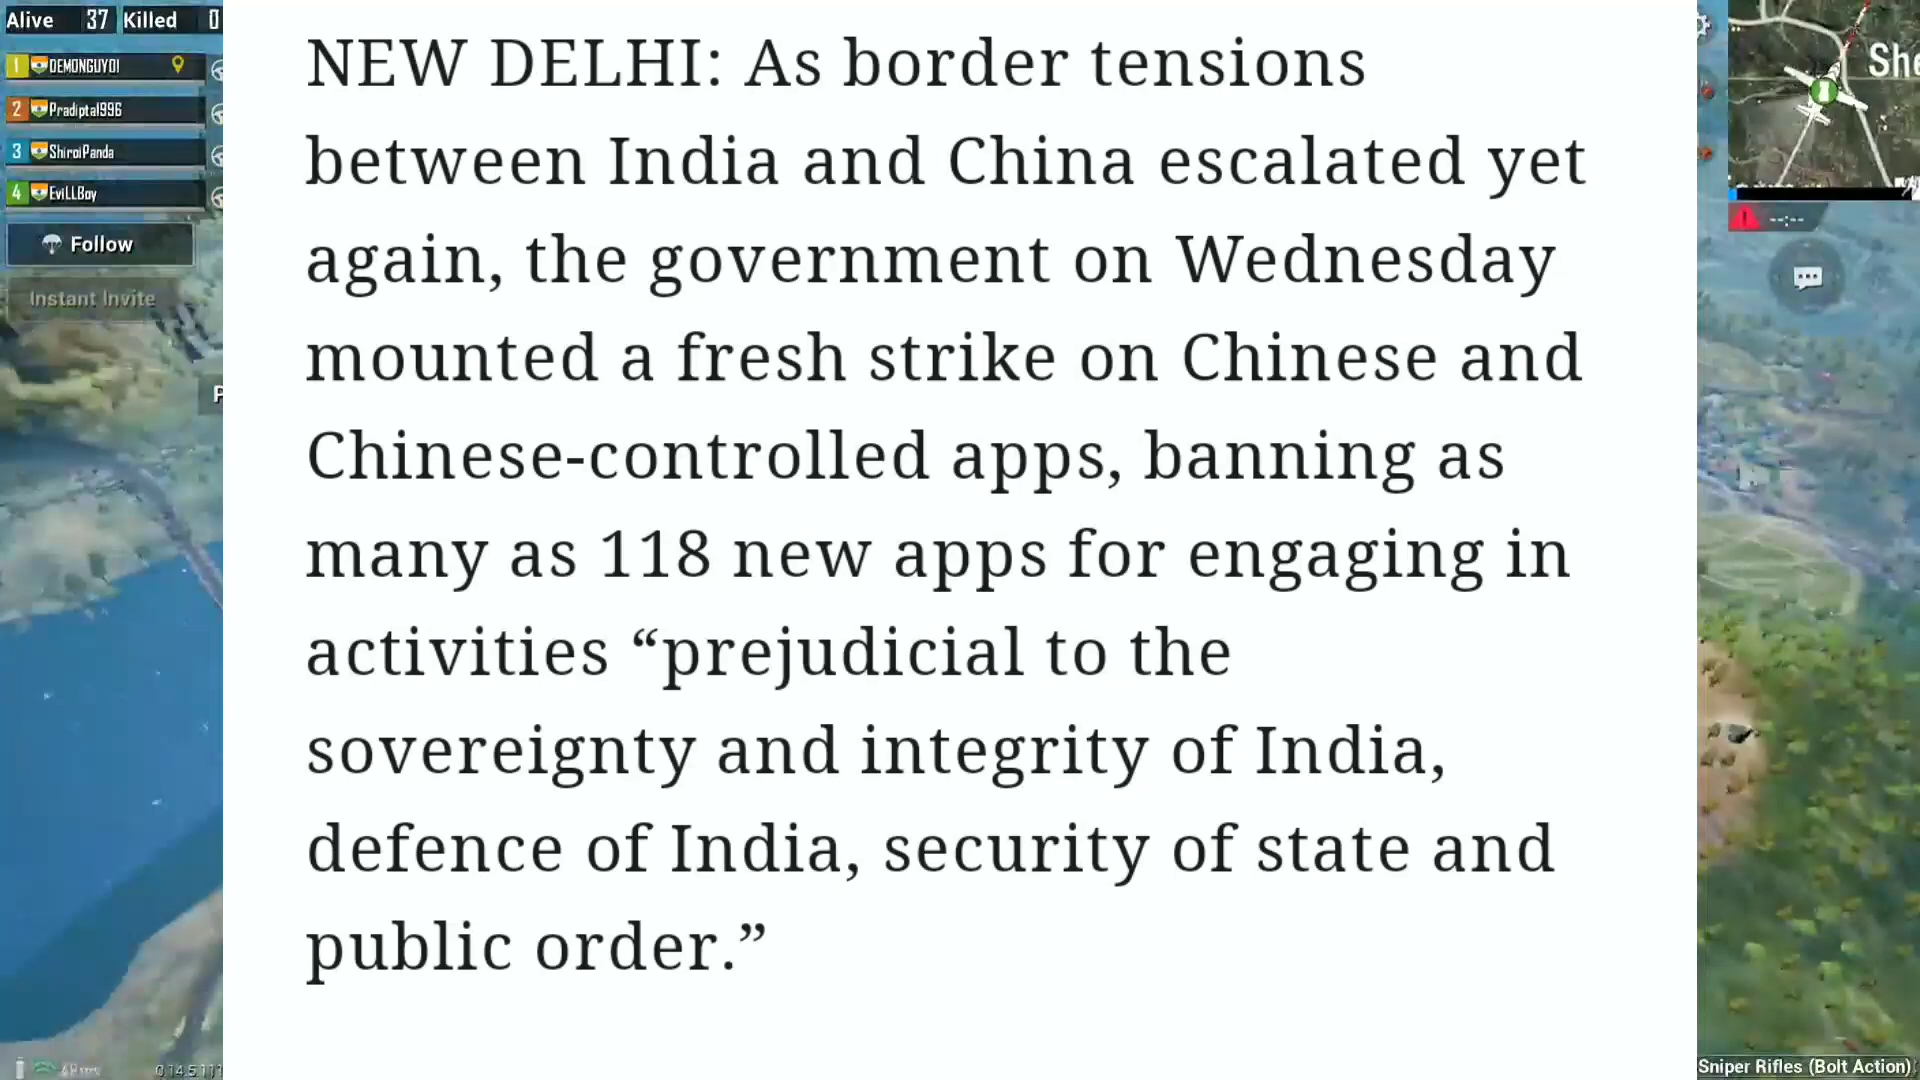 Alive 37 Killed 0
1 DEMONGUY01
2 Pradipta1996
3 ShiroiPanda
4 EviLLBoy
Follow
Instant Invite
NEW DELHI: As border tensions
between India and China escalated yet
again, the government on Wednesday
mounted a fresh strike on Chinese and
Chinese-controlled apps, banning as
many as 118 new apps for engaging in
activities “prejudicial to the
sovereignty and integrity of India,
defence of India, security of state and
public order.”
She
--:--
Sniper Rifles (Bolt Action)